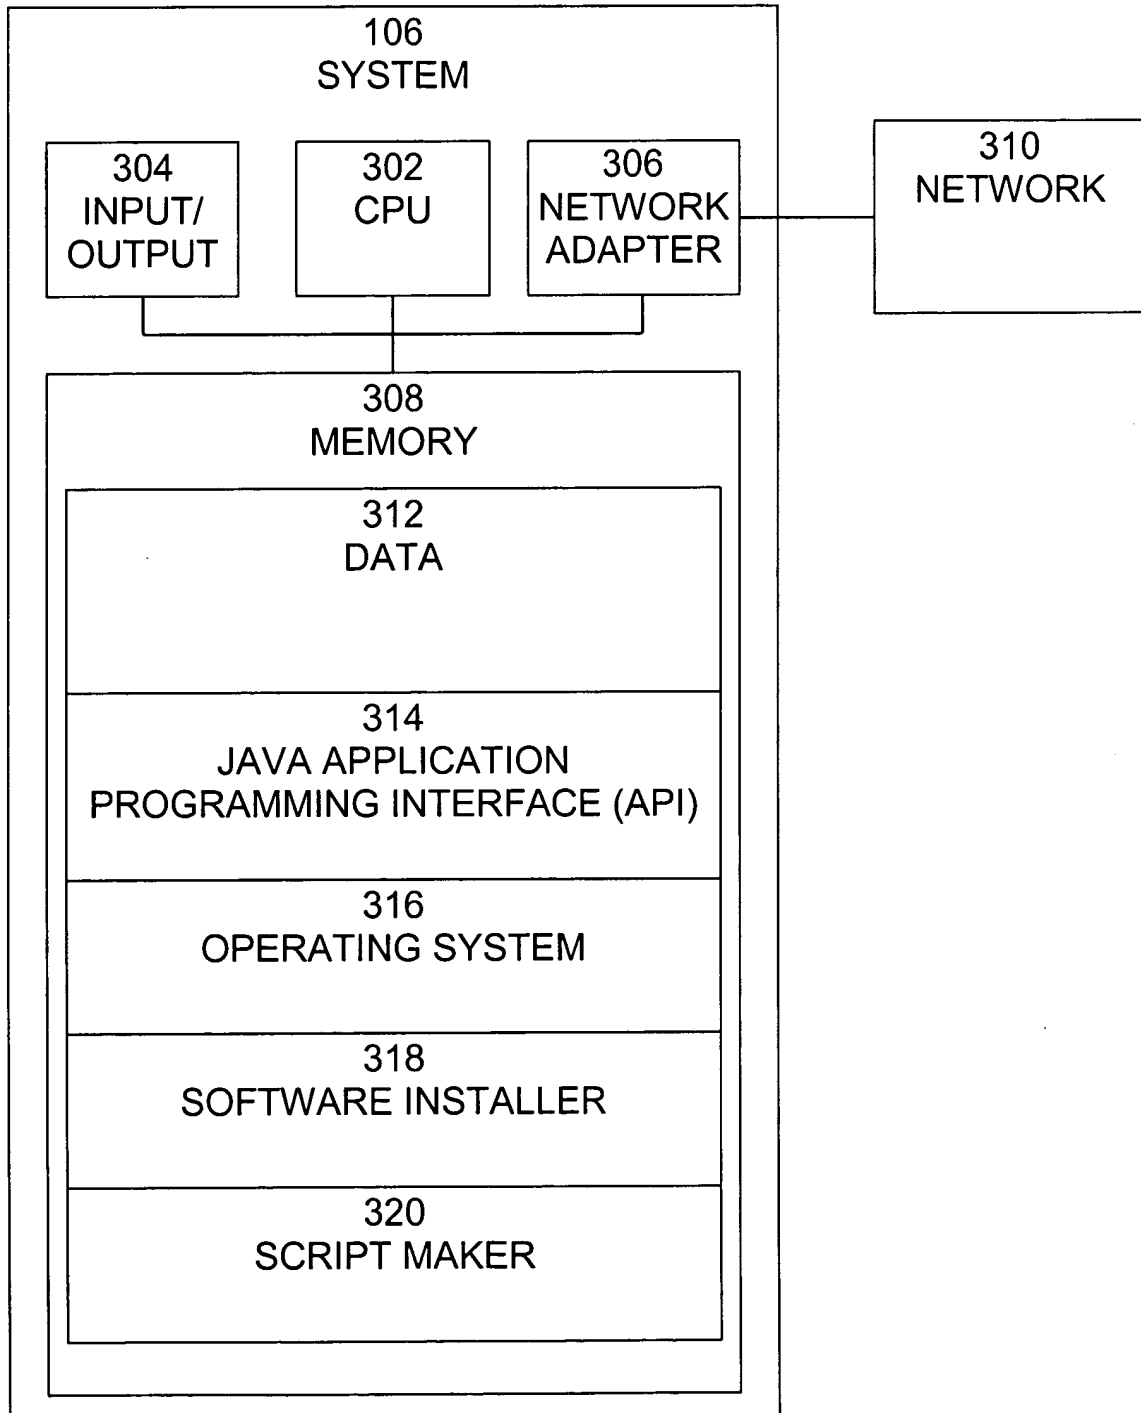 106
SYSTEM
304
INPUT/
OUTPUT
302
CPU
306
NETWORK
ADAPTER
310
NETWORK
308
MEMORY
312
DATA
314
JAVA APPLICATION
PROGRAMMING INTERFACE (API)
316
OPERATING SYSTEM
318
SOFTWARE INSTALLER
320
SCRIPT MAKER